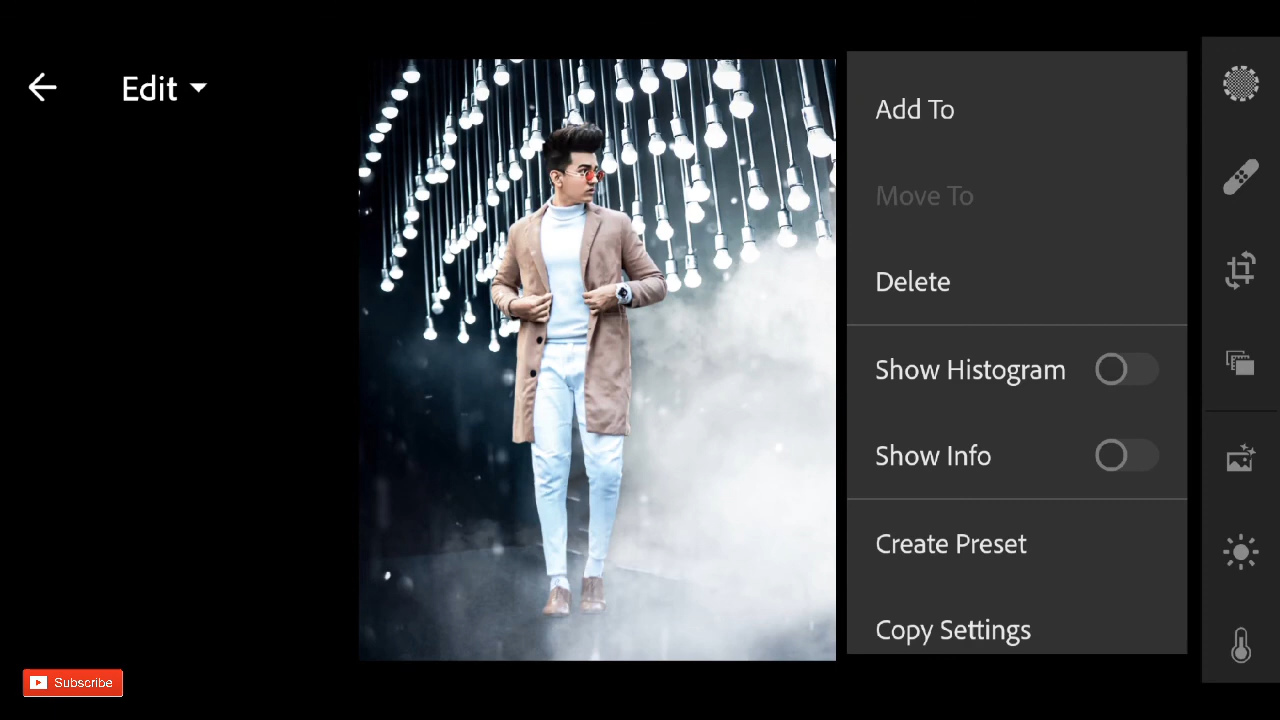 Edit
Add To
Move To
Delete
Show Histogram
Show Info
Create Preset
Copy Settings
Subscribe